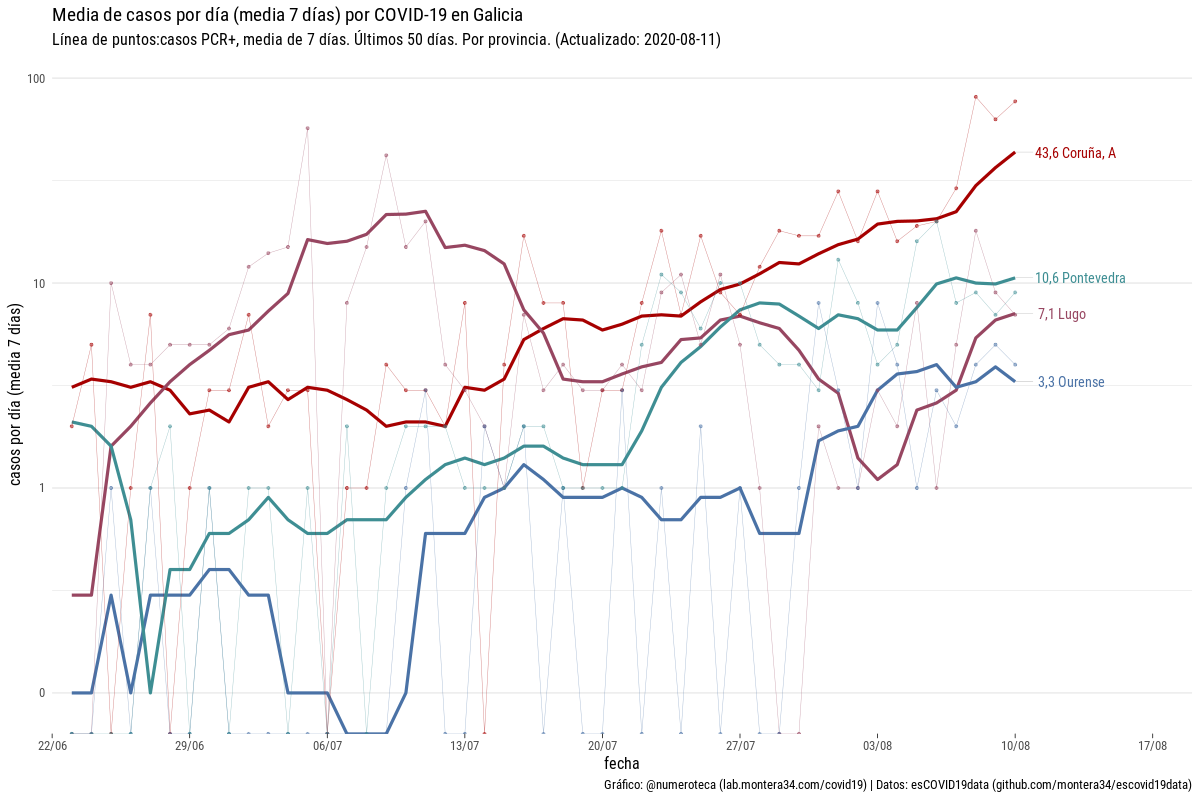 Media de casos por día (media 7 días) por COVID-19 en Galicia
Línea de puntos:casos PCR+, media de 7 días. Últimos 50 días. Por provincia. (Actualizado: 2020-08-11)
casos por día (media 7 días)
100
10
1
0
43,6 Coruña, A
10,6 Pontevedra
7,1 Lugo
3,3 Ourense
22/06
29/06
06/07
13/07
20/07
27/07
03/08
10/08
17/08
fecha
Gráfico: @numeroteca (lab.montera34.com/covid19) | Datos: esCOVID19data (github.com/montera34/escovid19data)